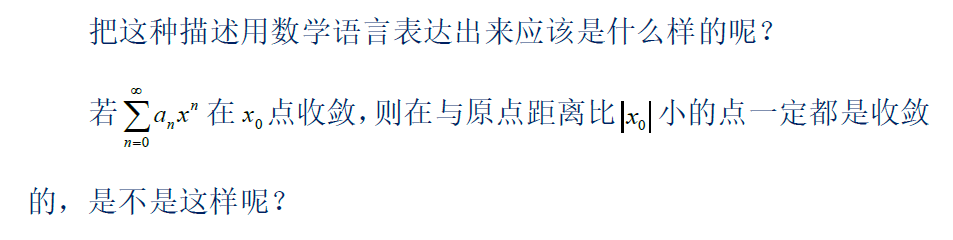 把这种描述用数学语言表达出来应该是什么样的呢？
若 $\sum_{n=0}^{\infty} a_n x^n$ 在 $x_0$ 点收敛，则在与原点距离比 $|x_0|$ 小的点一定都是收敛
的，是不是这样呢？